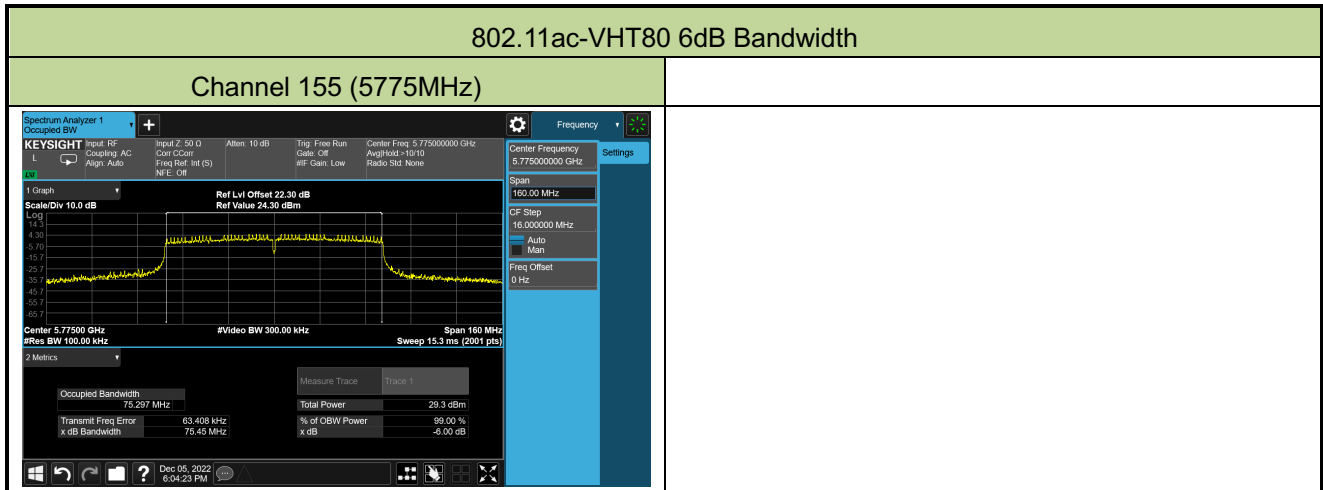 802.11ac-VHT80 6dB Bandwidth
Channel 155 (5775MHz)
Spectrum Analyzer 1
Occupied BW
+
Frequency
KEYSIGHT
L
LXI
Input: RF
Coupling: AC
Align: Auto
Input Z: 50 Ω
Corr CCorr
Freq Ref: Int (S)
NFE: Off
Atten: 10 dB
Trig: Free Run
Gate: Off
#IF Gain: Low
Center Freq: 5.775000000 GHz
Avg|Hold:>10/10
Radio Std: None
Center Frequency
5.775000000 GHz
Settings
Span
160.00 MHz
CF Step
16.000000 MHz
Auto
Man
Freq Offset
0 Hz
1 Graph
Scale/Div 10.0 dB
Ref Lvl Offset 22.30 dB
Ref Value 24.30 dBm
Log
14.3
4.30
-5.70
-15.7
-25.7
-35.7
-45.7
-55.7
-65.7
Center 5.77500 GHz
#Video BW 300.00 kHz
Span 160 MHz
#Res BW 100.00 kHz
Sweep 15.3 ms (2001 pts)
2 Metrics
Measure Trace
Trace 1
Occupied Bandwidth
75.297 MHz
Total Power
29.3 dBm
Transmit Freq Error
63.408 kHz
% of OBW Power
99.00 %
x dB Bandwidth
75.45 MHz
x dB
-6.00 dB
?
Dec 05, 2022
6:04:23 PM